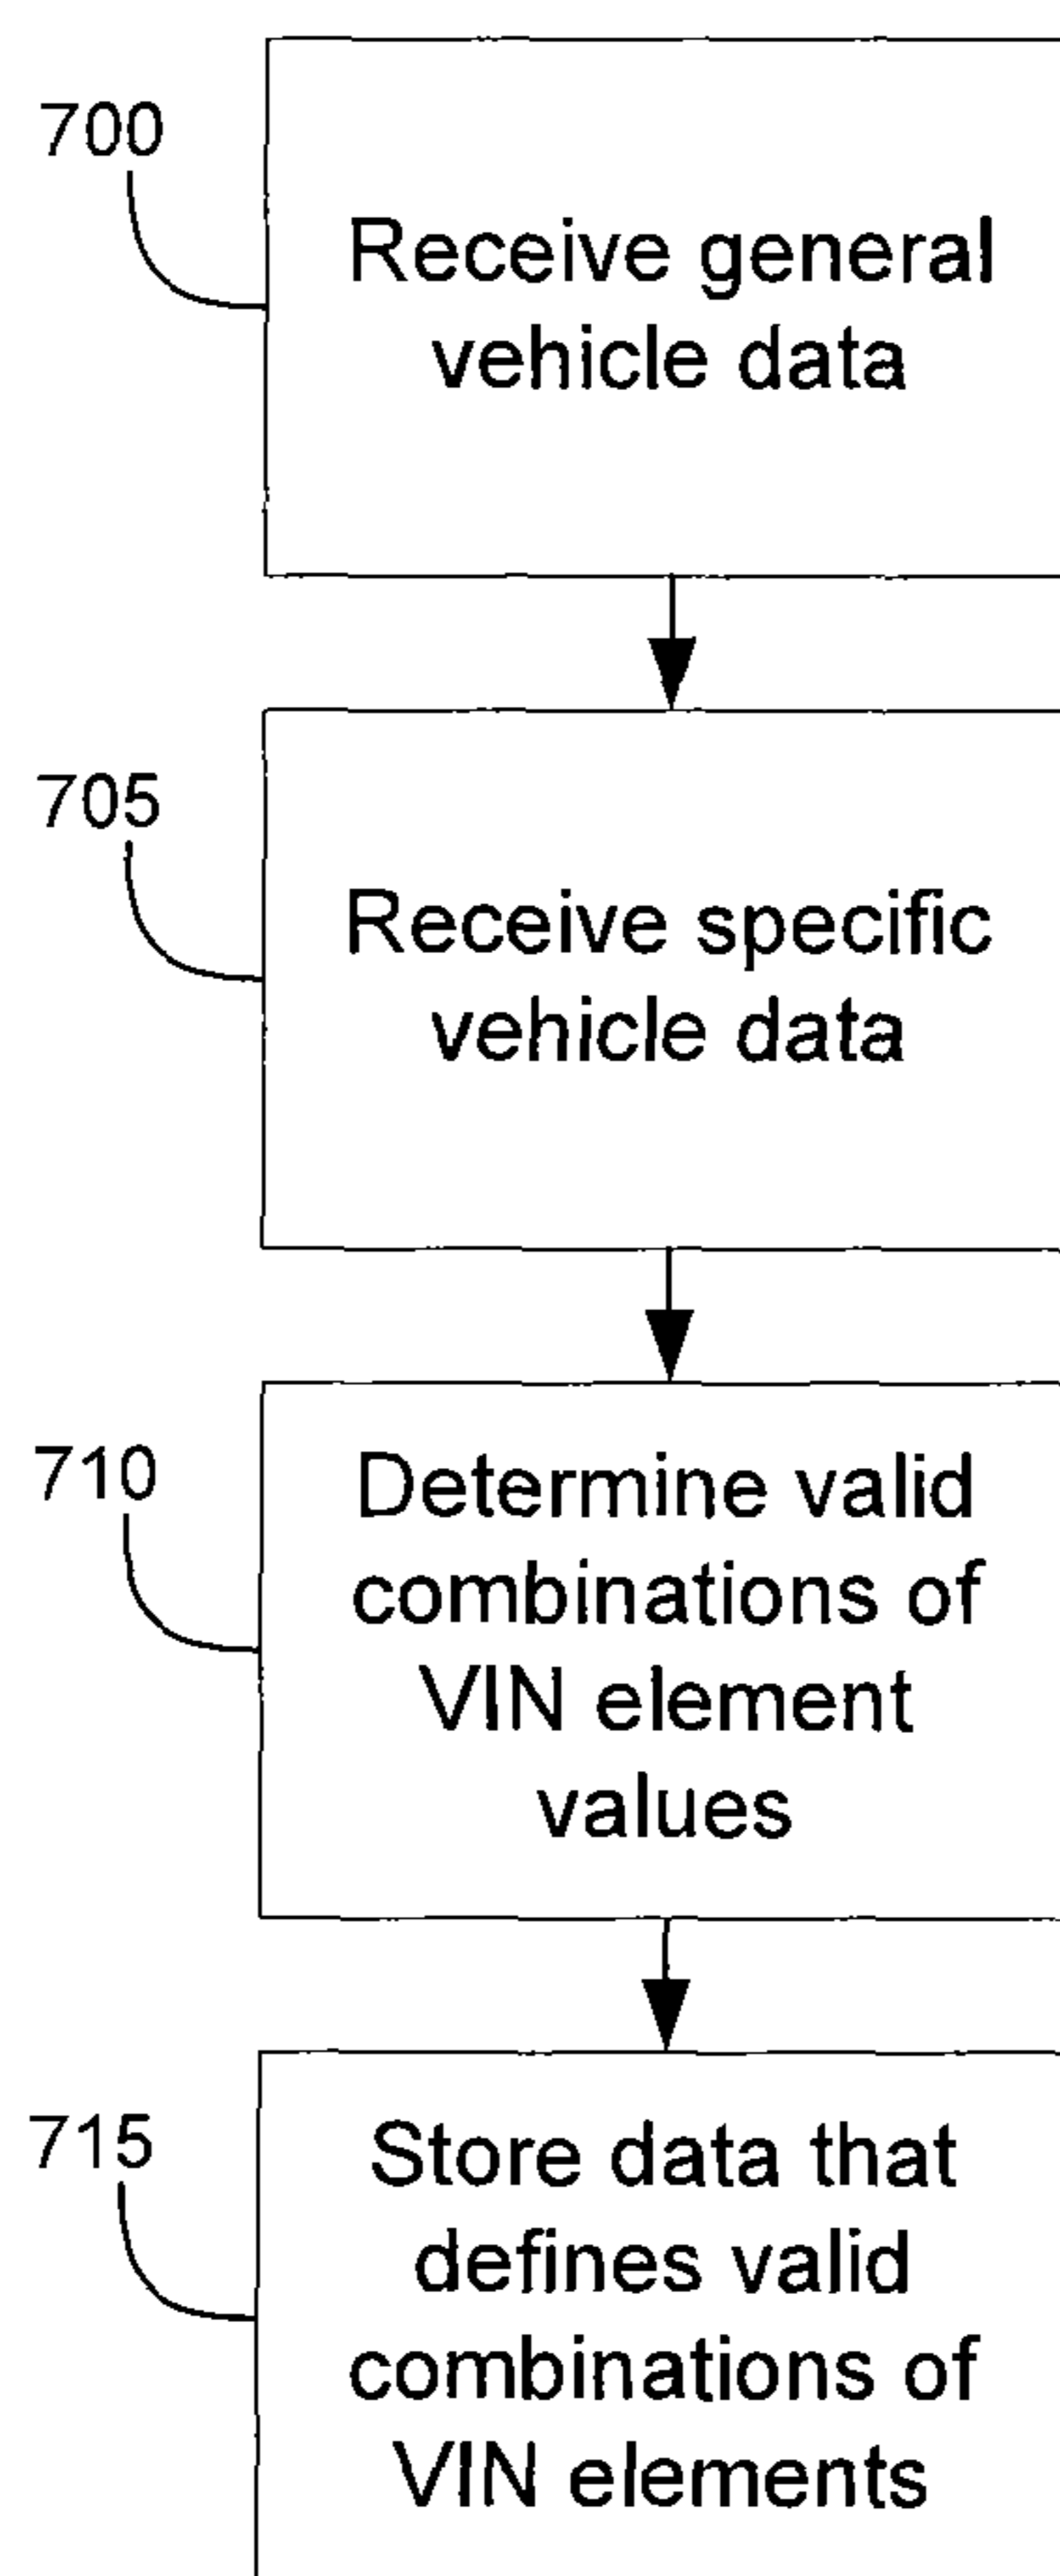 700
Receive general
vehicle data
705
Receive specific
vehicle data
710
Determine valid
combinations of
VIN element
values
715
Store data that
defines valid
combinations of
VIN elements